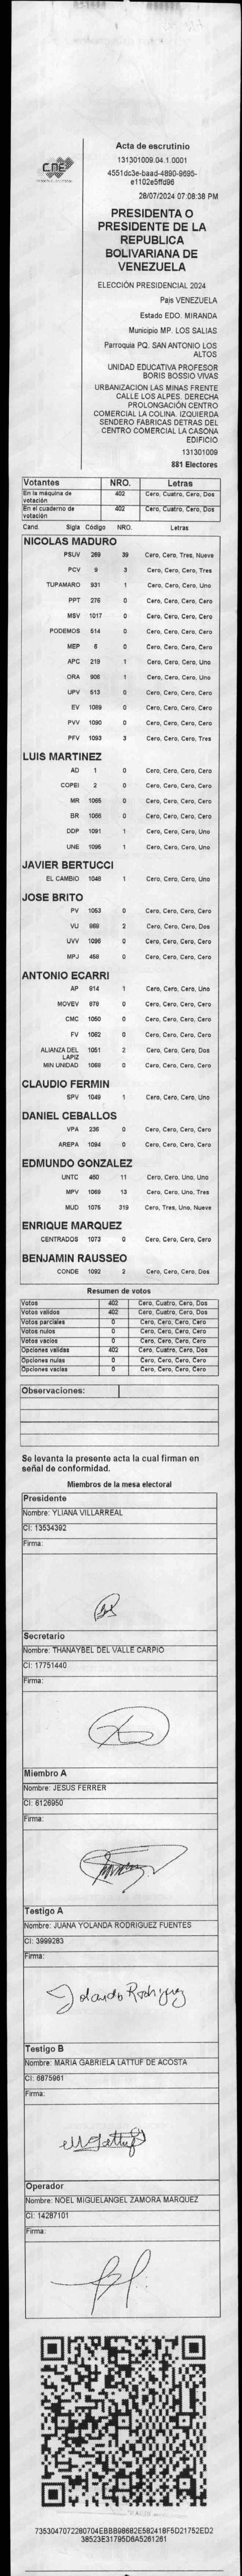 CNE
Acta de escrutinio
131301009.04.1.0001
4551dc3e-baad-4890-9695-
e1102e5ffd96
28/07/2024 07:08:38 PM
PRESIDENTA O
PRESIDENTE DE LA
REPUBLICA
BOLIVARIANA DE
VENEZUELA
ELECCIÓN PRESIDENCIAL 2024
País VENEZUELA
Estado EDO. MIRANDA
Municipio MP. LOS SALIAS
Parroquia PQ. SAN ANTONIO LOS
ALTOS
UNIDAD EDUCATIVA PROFESOR
BORIS BOSSIO VIVAS
URBANIZACION LAS MINAS FRENTE
CALLE LOS ALPES. DERECHA
PROLONGACIÓN CENTRO
COMERCIAL LA COLINA. IZQUIERDA
SENDERO FABRICAS DETRAS DEL
CENTRO COMERCIAL LA CASONA
EDIFICIO
131301009
881 Electores
Votantes NRO. Letras
En la máquina de votación 402 Cero, Cuatro, Cero, Dos
En el cuaderno de votación 402 Cero, Cuatro, Cero, Dos
Cand. Sigla Código NRO. Letras
NICOLAS MADURO
PSUV 269 39 Cero, Cero, Tres, Nueve
PCV 9 3 Cero, Cero, Cero, Tres
TUPAMARO 931 1 Cero, Cero, Cero, Uno
PPT 276 0 Cero, Cero, Cero, Cero
MSV 1017 0 Cero, Cero, Cero, Cero
PODEMOS 514 0 Cero, Cero, Cero, Cero
MEP 6 0 Cero, Cero, Cero, Cero
APC 219 1 Cero, Cero, Cero, Uno
ORA 906 1 Cero, Cero, Cero, Uno
UPV 513 0 Cero, Cero, Cero, Cero
EV 1089 0 Cero, Cero, Cero, Cero
PVV 1090 0 Cero, Cero, Cero, Cero
PFV 1093 3 Cero, Cero, Cero, Tres
LUIS MARTINEZ
AD 1 0 Cero, Cero, Cero, Cero
COPEI 2 0 Cero, Cero, Cero, Cero
MR 1065 0 Cero, Cero, Cero, Cero
BR 1066 0 Cero, Cero, Cero, Cero
DDP 1091 1 Cero, Cero, Cero, Uno
UNE 1095 1 Cero, Cero, Cero, Uno
JAVIER BERTUCCI
EL CAMBIO 1048 1 Cero, Cero, Cero, Uno
JOSE BRITO
PV 1053 0 Cero, Cero, Cero, Cero
VU 968 2 Cero, Cero, Cero, Dos
UVV 1096 0 Cero, Cero, Cero, Cero
MPJ 458 0 Cero, Cero, Cero, Cero
ANTONIO ECARRI
AP 914 1 Cero, Cero, Cero, Uno
MOVEV 878 0 Cero, Cero, Cero, Cero
CMC 1050 0 Cero, Cero, Cero, Cero
FV 1062 0 Cero, Cero, Cero, Cero
ALIANZA DEL LAPIZ 1051 2 Cero, Cero, Cero, Dos
MIN UNIDAD 1068 0 Cero, Cero, Cero, Cero
CLAUDIO FERMIN
SPV 1049 1 Cero, Cero, Cero, Uno
DANIEL CEBALLOS
VPA 236 0 Cero, Cero, Cero, Cero
AREPA 1094 0 Cero, Cero, Cero, Cero
EDMUNDO GONZALEZ
UNTC 460 11 Cero, Cero, Uno, Uno
MPV 1069 13 Cero, Cero, Uno, Tres
MUD 1075 319 Cero, Tres, Uno, Nueve
ENRIQUE MARQUEZ
CENTRADOS 1073 0 Cero, Cero, Cero, Cero
BENJAMIN RAUSSEO
CONDE 1092 2 Cero, Cero, Cero, Dos
Resumen de votos
Votos 402 Cero, Cuatro, Cero, Dos
Votos validos 402 Cero, Cuatro, Cero, Dos
Votos parciales 0 Cero, Cero, Cero, Cero
Votos nulos 0 Cero, Cero, Cero, Cero
Votos vacios 0 Cero, Cero, Cero, Cero
Opciones validas 402 Cero, Cuatro, Cero, Dos
Opciones nulas 0 Cero, Cero, Cero, Cero
Opciones vacias 0 Cero, Cero, Cero, Cero
Observaciones:
Se levanta la presente acta la cual firman en
señal de conformidad.
Miembros de la mesa electoral
Presidente
Nombre: YLIANA VILLARREAL
CI: 13534392
Firma:
Secretario
Nombre: THANAYBEL DEL VALLE CARPIO
CI: 17751440
Firma:
Miembro A
Nombre: JESUS FERRER
CI: 6126950
Firma:
Testigo A
Nombre: JUANA YOLANDA RODRIGUEZ FUENTES
CI: 3999283
Firma:
Yolanda Rodriguez
Testigo B
Nombre: MARIA GABRIELA LATTUF DE ACOSTA
CI: 6875961
Firma:
Operador
Nombre: NOEL MIGUELANGEL ZAMORA MARQUEZ
CI: 14287101
Firma:
7353047072280704EBBB98682E582418F5D21752ED2
38523E31795D6A5261261